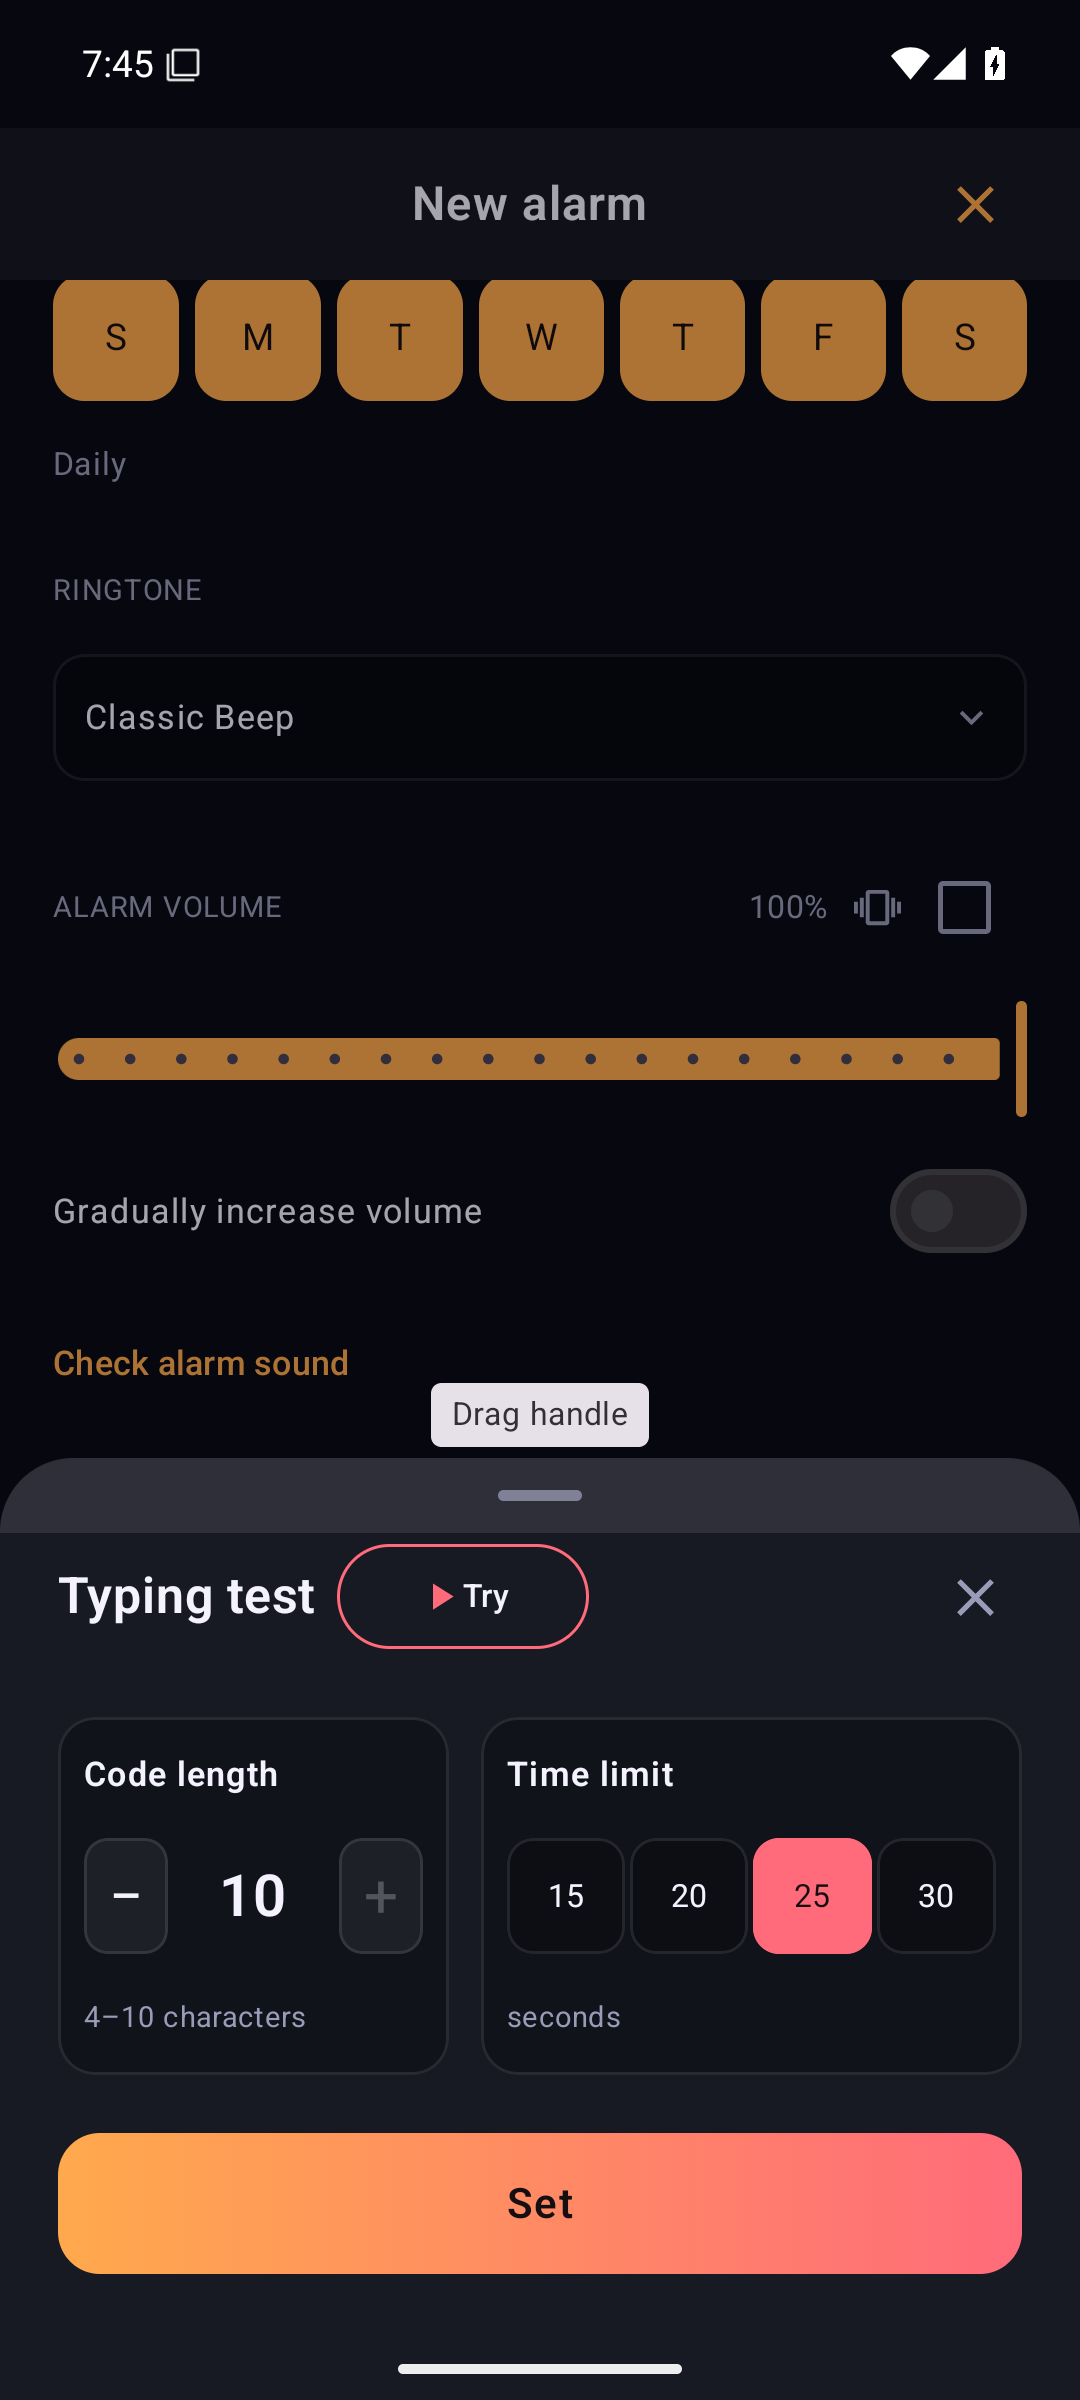 7:45
New alarm
S M T W T F S
Daily
RINGTONE
Classic Beep
ALARM VOLUME 100%
Gradually increase volume
Check alarm sound
Drag handle
Typing test Try
Code length
− 10 +
4–10 characters
Time limit
15 20 25 30
seconds
Set